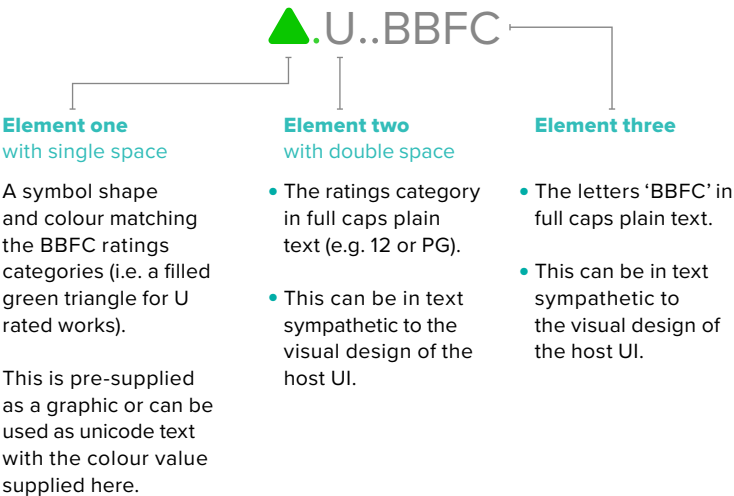 ▲.U..BBFC
Element one
with single space
A symbol shape
and colour matching
the BBFC ratings
categories (i.e. a filled
green triangle for U
rated works).
This is pre-supplied
as a graphic or can be
used as unicode text
with the colour value
supplied here.
Element two
with double space
• The ratings category
in full caps plain
text (e.g. 12 or PG).
• This can be in text
sympathetic to the
visual design of the
host UI.
Element three
• The letters ‘BBFC’ in
full caps plain text.
• This can be in text
sympathetic to
the visual design of
the host UI.